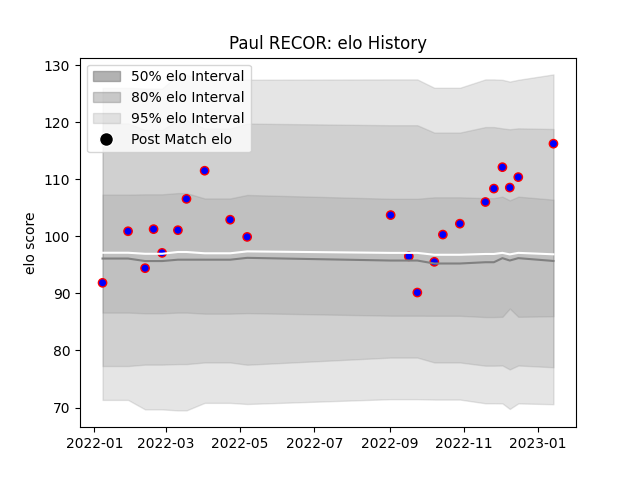 Paul RECOR: elo History
130
120
110
100
90
80
70
elo score
50% elo Interval
80% elo Interval
95% elo Interval
Post Match elo
2022-01
2022-03
2022-05
2022-07
2022-09
2022-11
2023-01